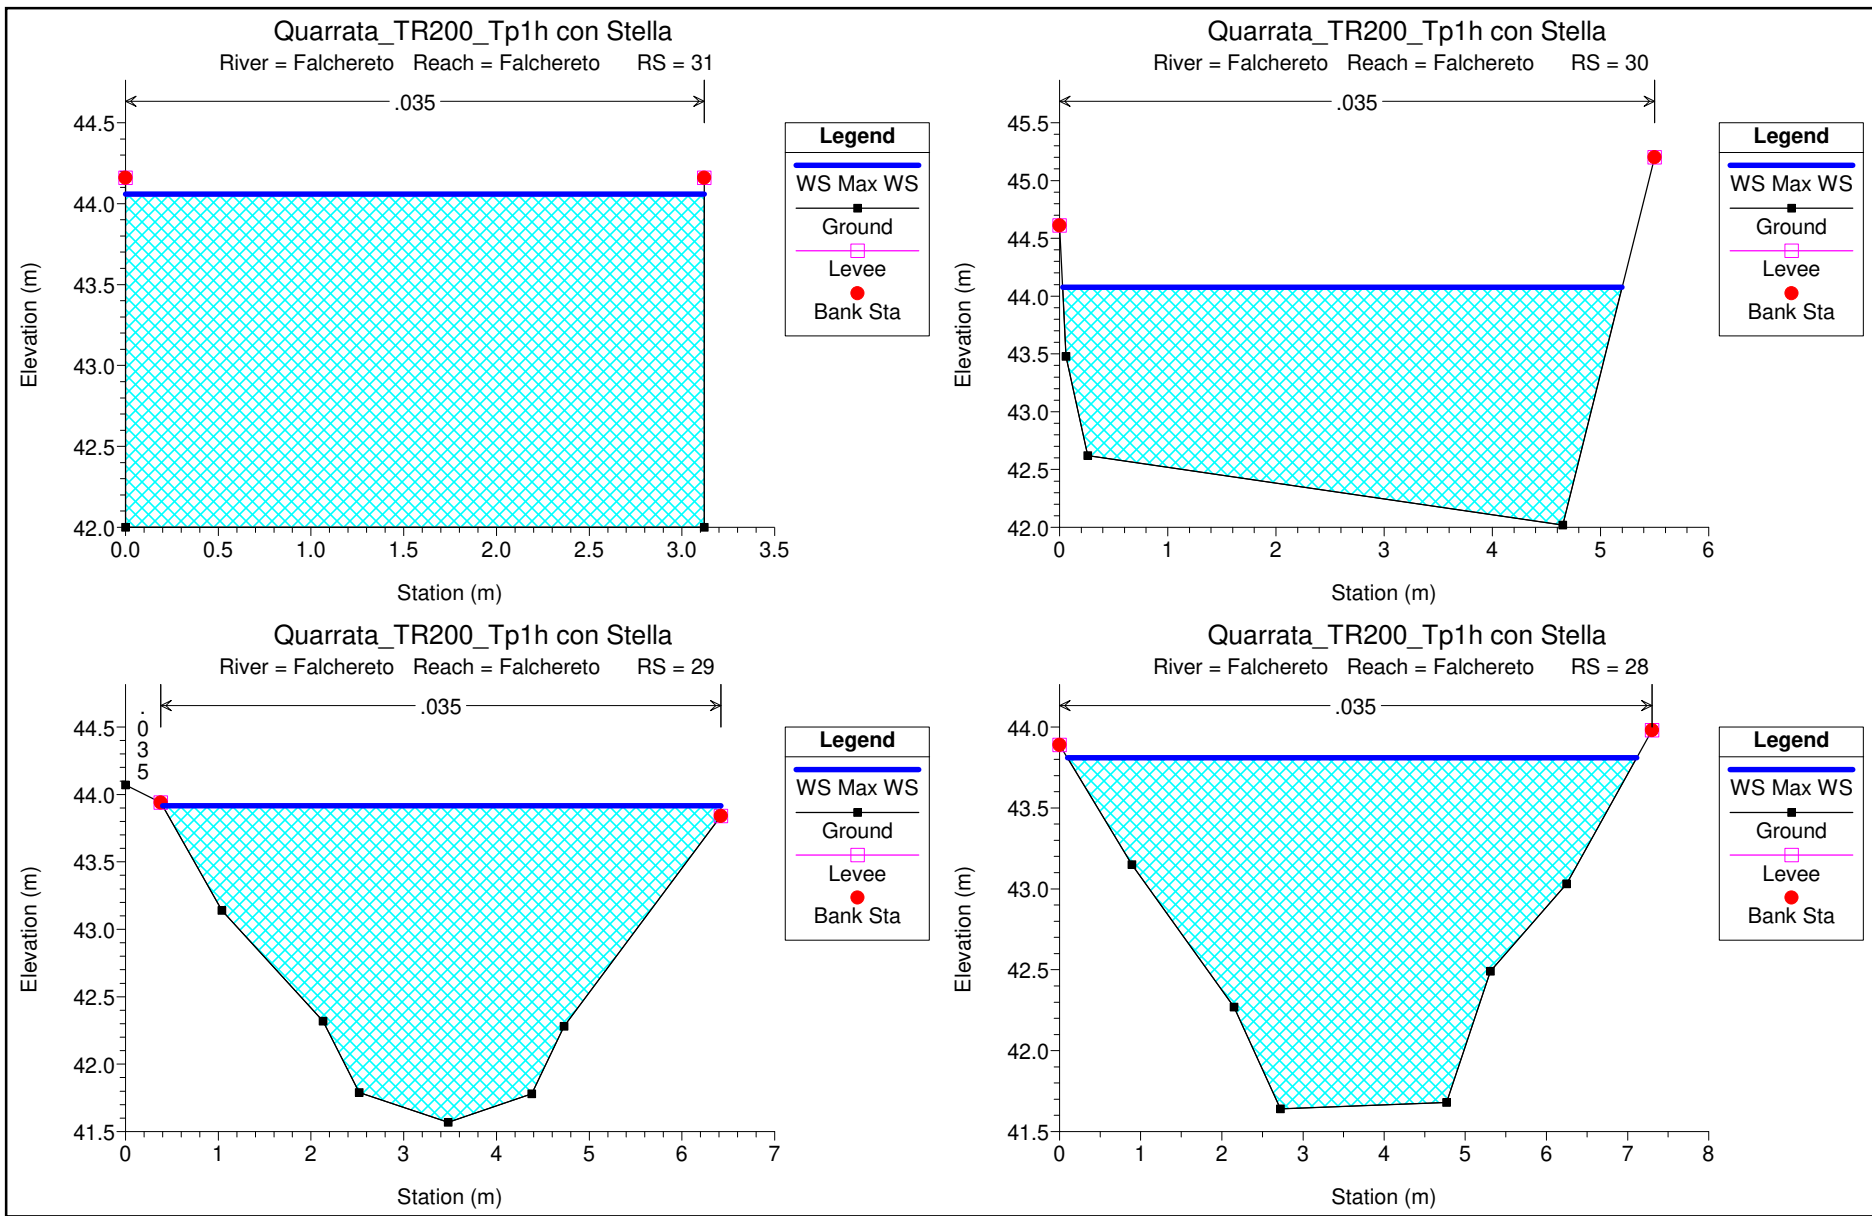 Quarrata_TR200_Tp1h con Stella
River = Falchereto Reach = Falchereto RS = 31
.035
44.5
44.0
43.5
43.0
42.5
42.0
Elevation (m)
0.0 0.5 1.0 1.5 2.0 2.5 3.0 3.5
Station (m)
Legend
WS Max WS
Ground
Levee
Bank Sta
Quarrata_TR200_Tp1h con Stella
River = Falchereto Reach = Falchereto RS = 30
.035
45.5
45.0
44.5
44.0
43.5
43.0
42.5
42.0
Elevation (m)
0 1 2 3 4 5 6
Station (m)
Legend
WS Max WS
Ground
Levee
Bank Sta
Quarrata_TR200_Tp1h con Stella
River = Falchereto Reach = Falchereto RS = 29
.035
.035
44.5
44.0
43.5
43.0
42.5
42.0
41.5
Elevation (m)
0 1 2 3 4 5 6 7
Station (m)
Legend
WS Max WS
Ground
Levee
Bank Sta
Quarrata_TR200_Tp1h con Stella
River = Falchereto Reach = Falchereto RS = 28
.035
44.0
43.5
43.0
42.5
42.0
41.5
Elevation (m)
0 1 2 3 4 5 6 7 8
Station (m)
Legend
WS Max WS
Ground
Levee
Bank Sta